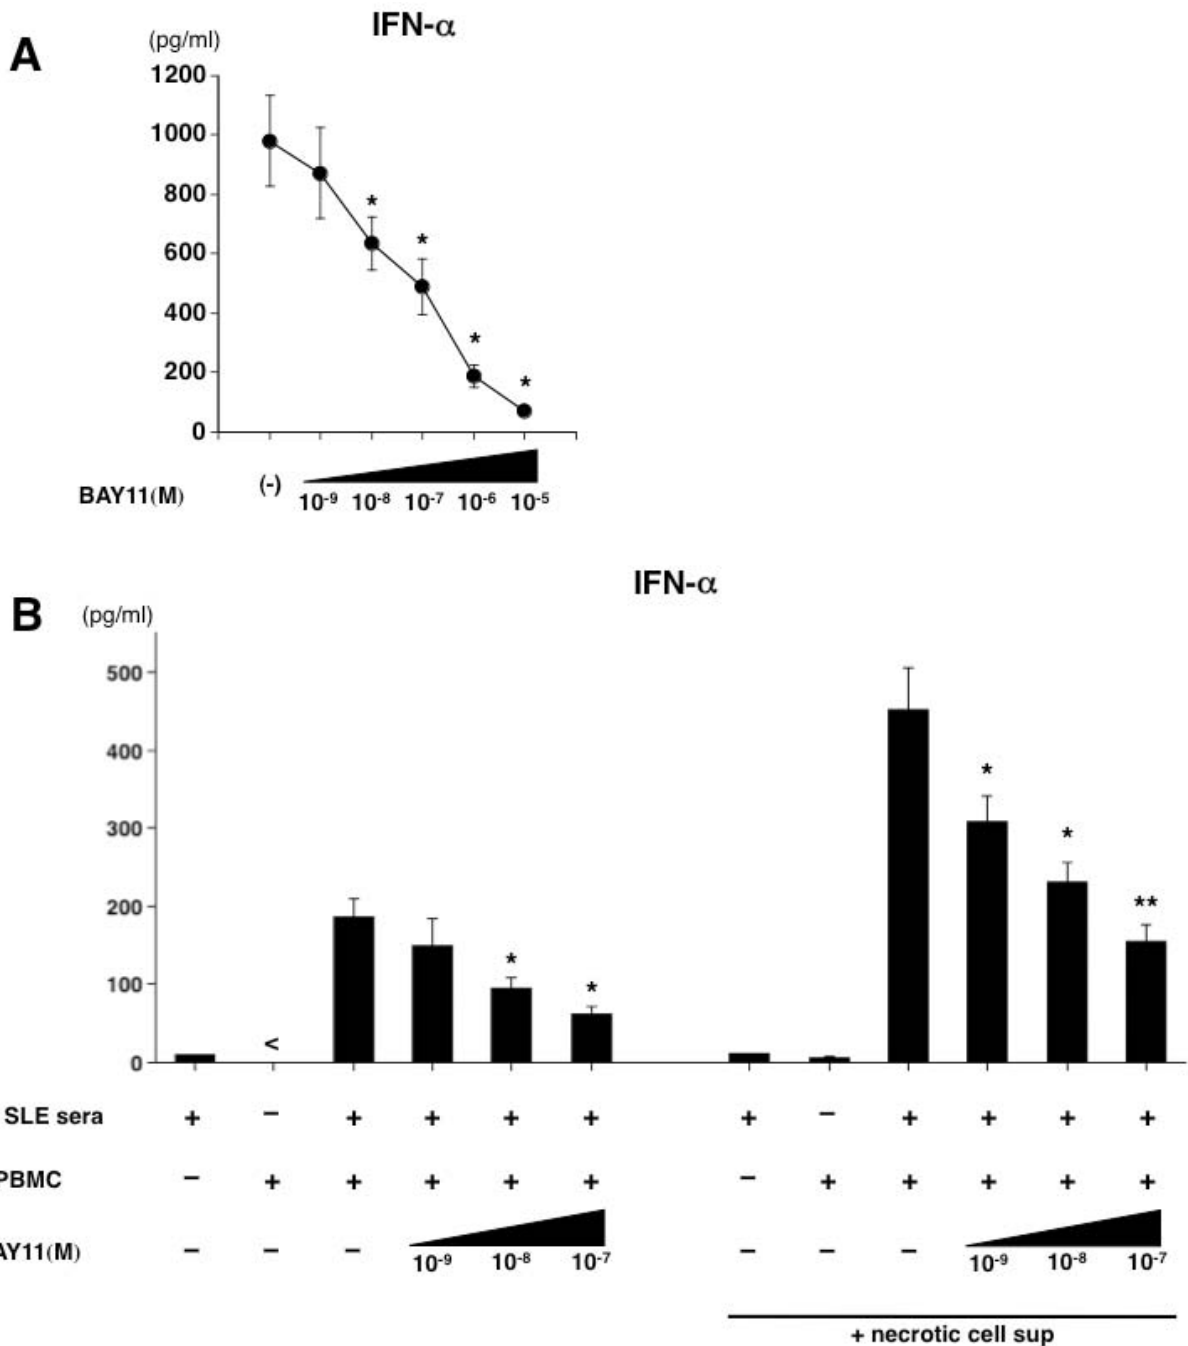 A
IFN-α
(pg/ml)
1200
1000
800
600
400
200
0
*
*
*
*
BAY11(M)
(-)
10-9
10-8
10-7
10-6
10-5
B
IFN-α
(pg/ml)
500
400
300
200
100
0
<
*
*
*
*
**
SLE sera + – + + + + + – + + + +
PBMC – + + + + + – + + + + +
AY11(M) – – – 10-9 10-8 10-7 – – – 10-9 10-8 10-7
+ necrotic cell sup